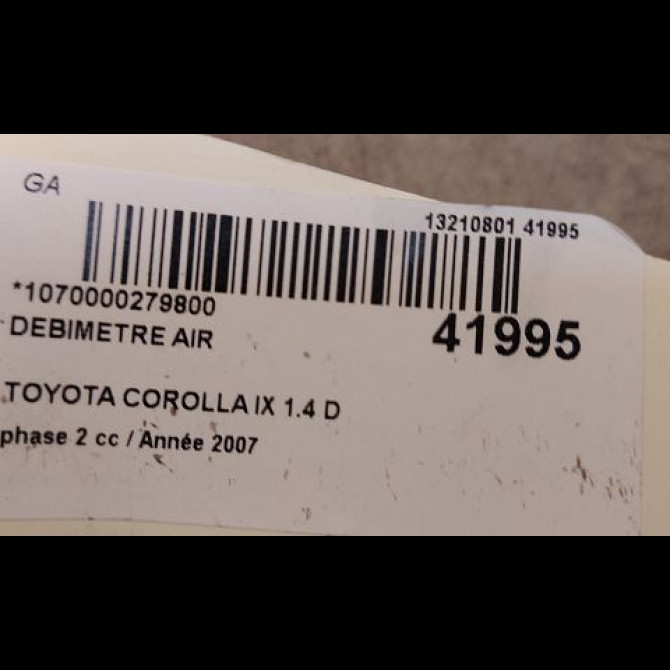 GA
13210801 41995
*1070000279800
41995
DEBIMETRE AIR
TOYOTA COROLLA IX 1.4 D
phase 2 cc / Année 2007